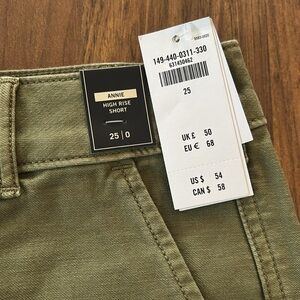 ANNIE
HIGH RISE
SHORT
25|0
149-440-0311-330
631450462
25
UK £ 50
EU € 68
US $ 54
CAN $ 58